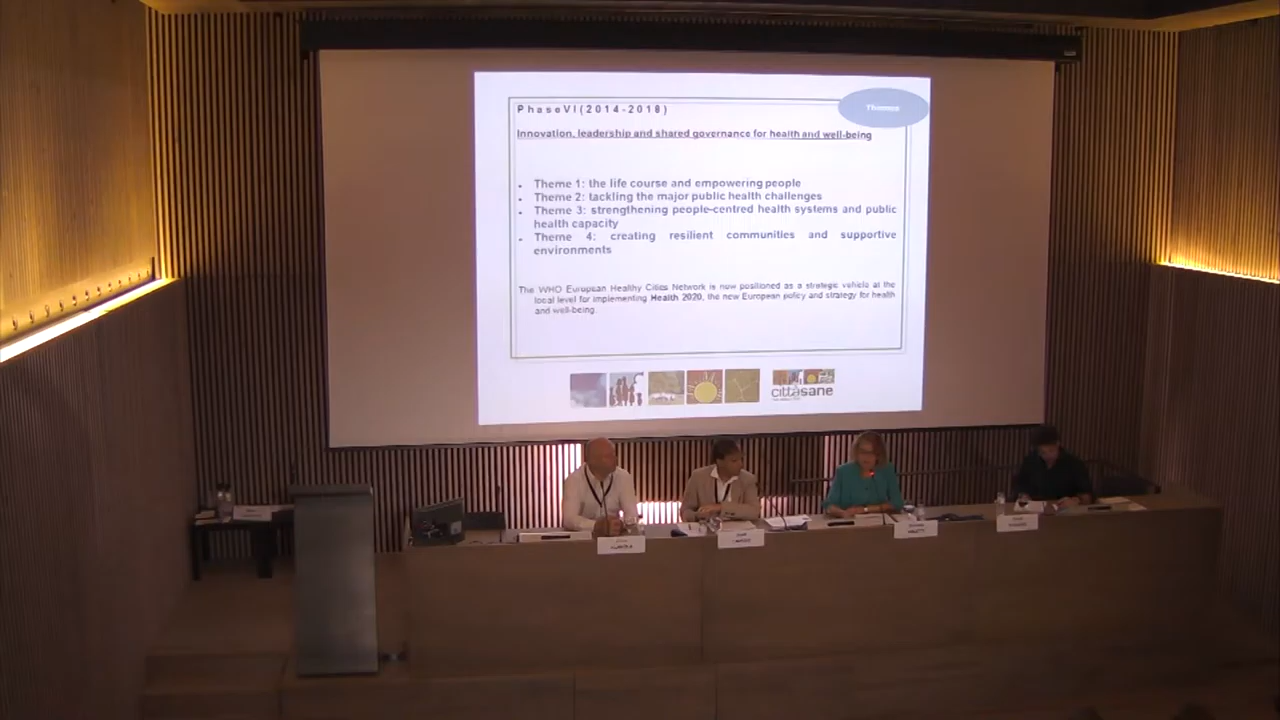 Phase VI (2014-2018)
Themes
Innovation, leadership and shared governance for health and well-being
• Theme 1: the life course and empowering people
• Theme 2: tackling the major public health challenges
• Theme 3: strengthening people-centred health systems and public
health capacity
• Theme 4: creating resilient communities and supportive
environments
The WHO European Healthy Cities Network is now positioned as a strategic vehicle at the
local level for implementing Health 2020, the new European policy and strategy for health
and well-being.
cittàsane